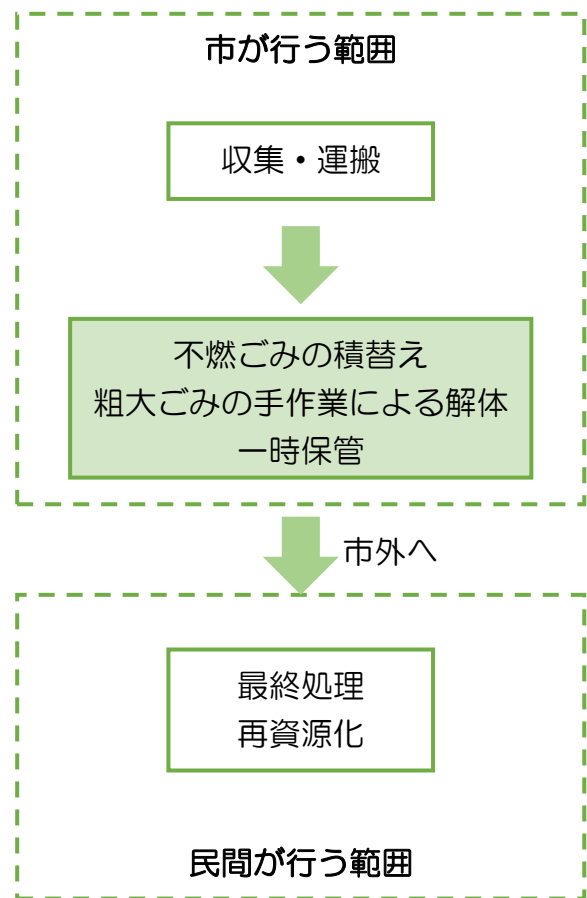 市が行う範囲
収集・運搬
不燃ごみの積替え
粗大ごみの手作業による解体
一時保管
市外へ
最終処理
再資源化
民間が行う範囲